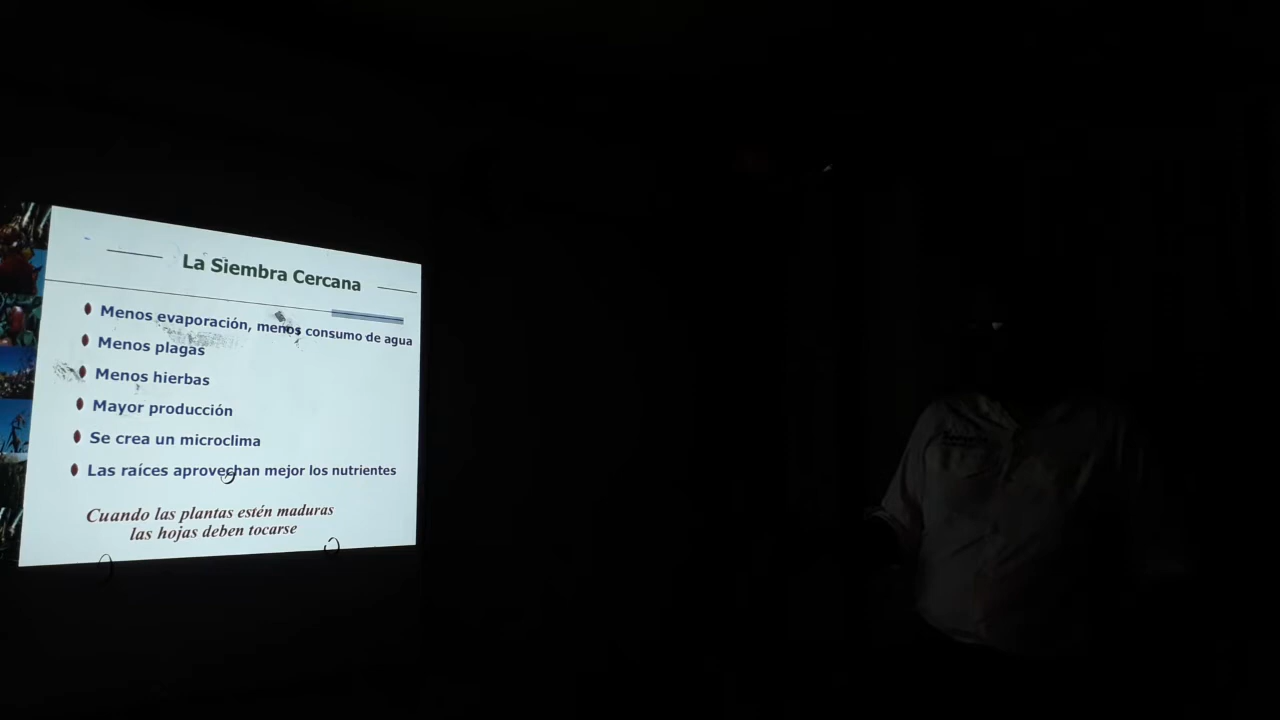 La Siembra Cercana
Menos evaporación, menos consumo de agua
Menos plagas
Menos hierbas
Mayor producción
Se crea un microclima
Las raíces aprovechan mejor los nutrientes
Cuando las plantas estén maduras
las hojas deben tocarse